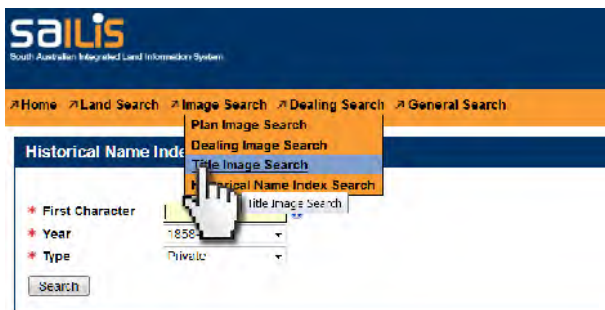 sailis
South Australian Integrated Land Information System
Home Land Search Image Search Dealing Search General Search
Plan Image Search
Dealing Image Search
Title Image Search
Historical Name Index Search
Historical Name Inde
Title Image Search
* First Character
* Year 1858-
* Type Private
Search